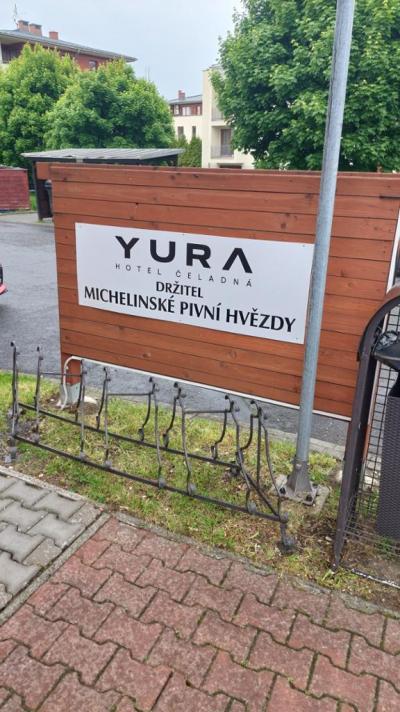 YURA
HOTEL ČELADNÁ
DRŽITEL
MICHELINSKÉ PIVNÍ HVĚZDY